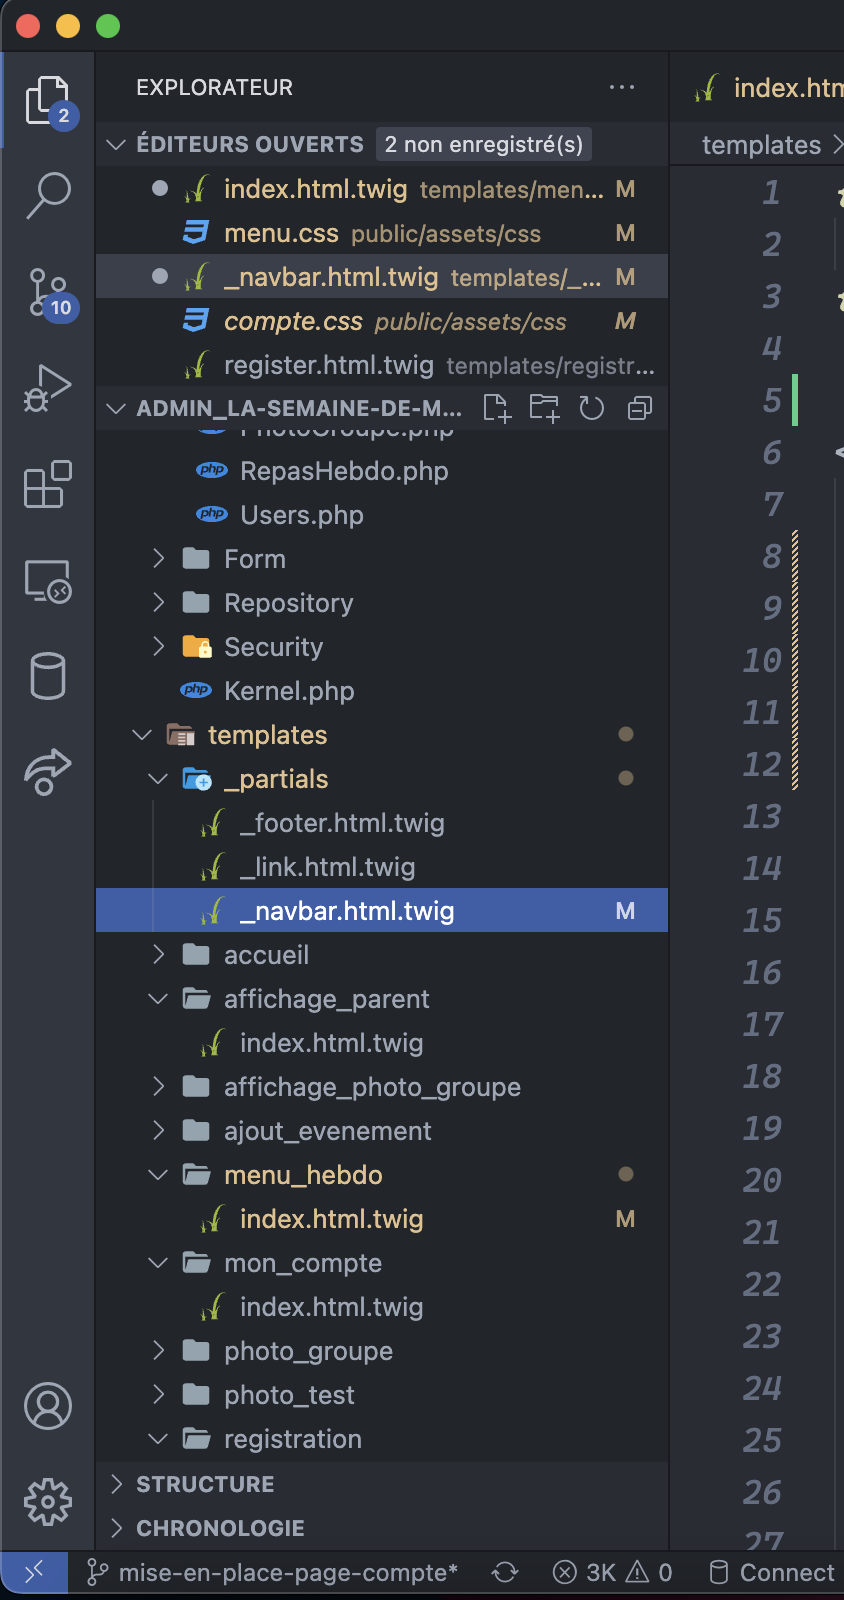 EXPLORATEUR
index.htm
ÉDITEURS OUVERTS 2 non enregistré(s)
templates
index.html.twig templates/men... M
menu.css public/assets/css M
_navbar.html.twig templates/_... M
compte.css public/assets/css M
register.html.twig templates/registr...
ADMIN_LA-SEMAINE-DE-M...
PhotoGroupe.php
php RepasHebdo.php
php Users.php
Form
Repository
Security
php Kernel.php
templates
_partials
_footer.html.twig
_link.html.twig
_navbar.html.twig M
accueil
affichage_parent
index.html.twig
affichage_photo_groupe
ajout_evenement
menu_hebdo
index.html.twig M
mon_compte
index.html.twig
photo_groupe
photo_test
registration
STRUCTURE
CHRONOLOGIE
2
10
1
2
3
4
5
6
7
8
9
10
11
12
13
14
15
16
17
18
19
20
21
22
23
24
25
26
27
mise-en-place-page-compte* 3K 0 Connect